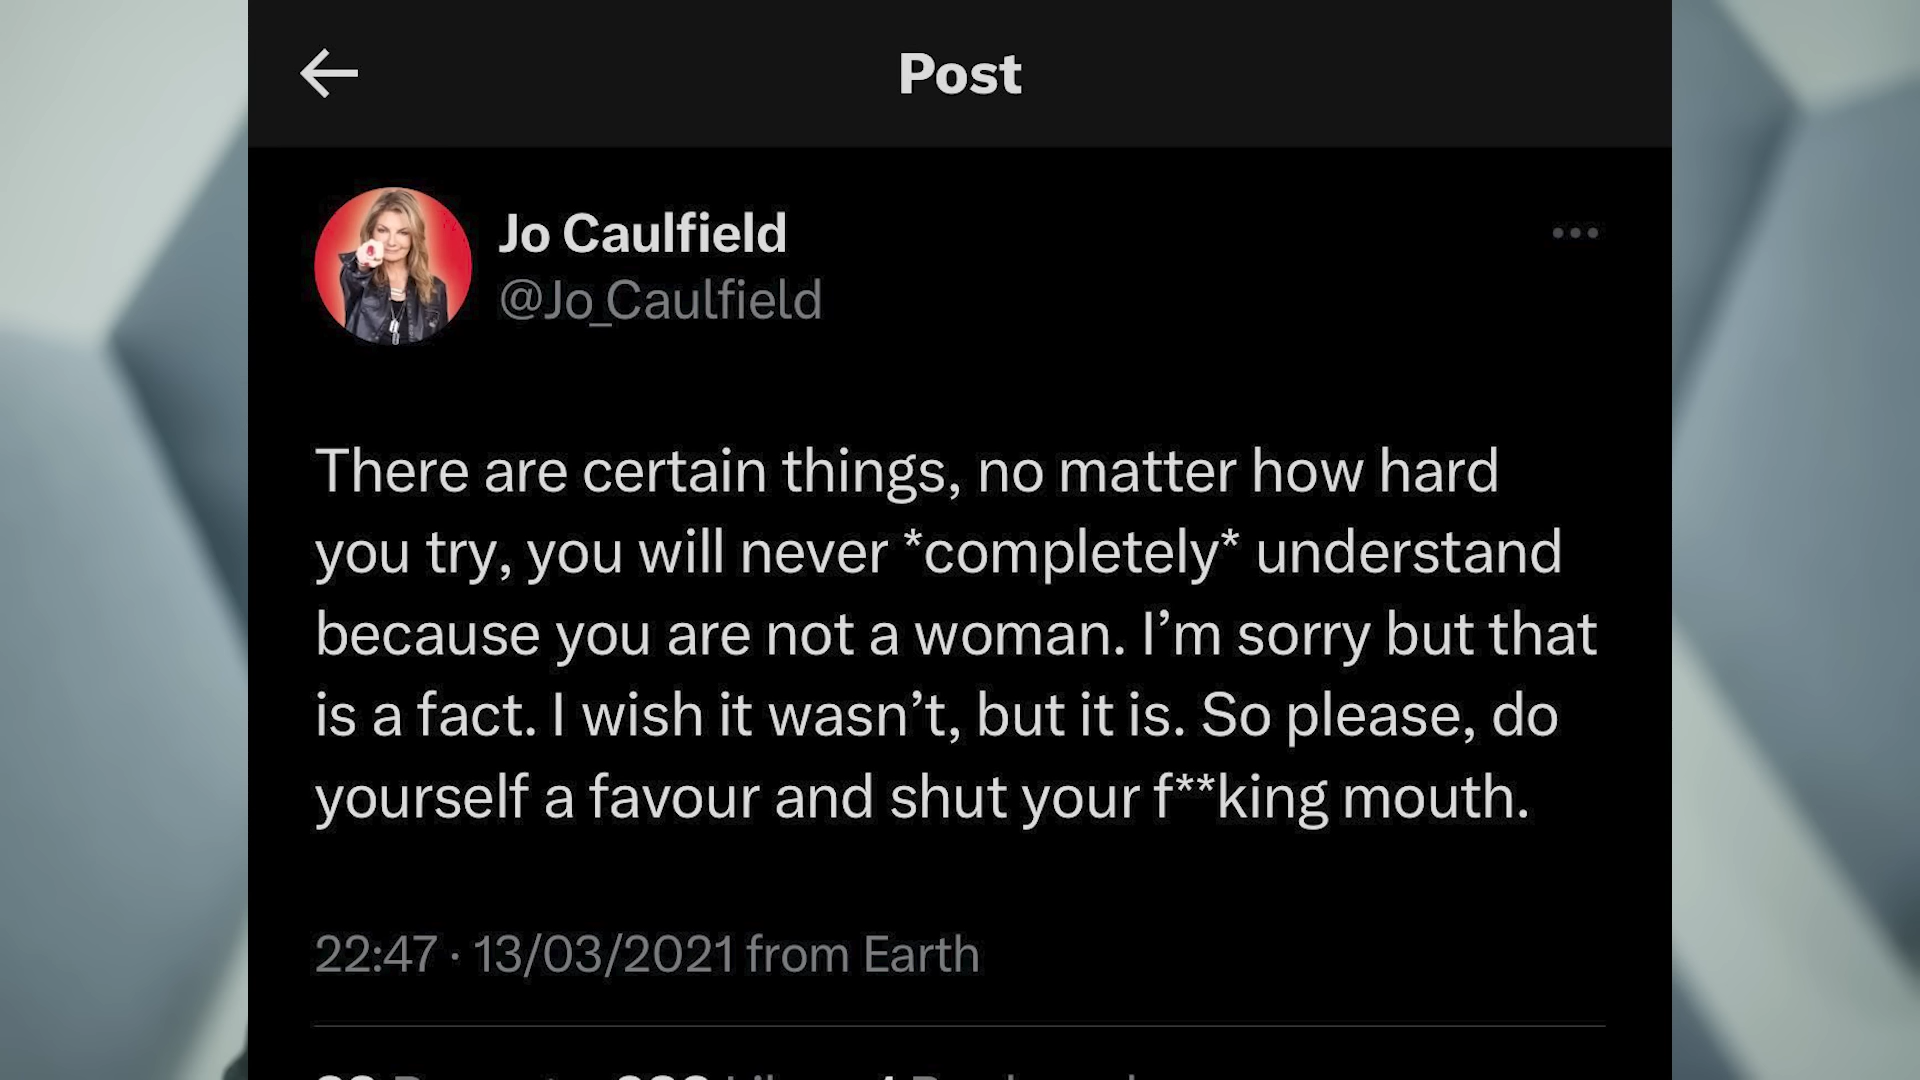 Post
Jo Caulfield
@Jo_Caulfield
There are certain things, no matter how hard
you try, you will never *completely* understand
because you are not a woman. I’m sorry but that
is a fact. I wish it wasn’t, but it is. So please, do
yourself a favour and shut your f**king mouth.
22:47 · 13/03/2021 from Earth